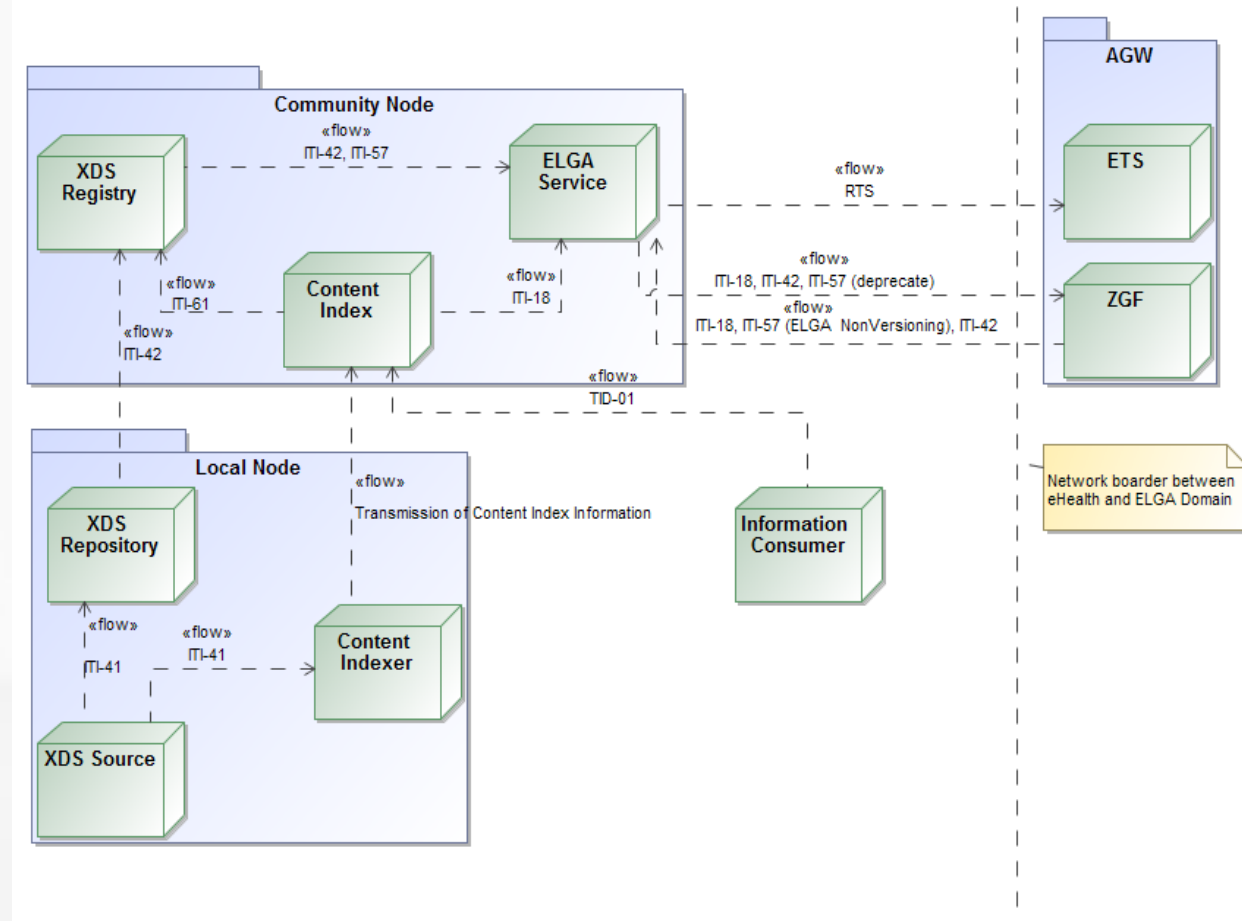 AGW
Community Node
«flow»
ITI-42, ITI-57
XDS
Registry
ELGA
Service
ETS
«flow»
RTS
«flow»
ITI-61
Content
Index
«flow»
ITI-18
«flow»
ITI-18, ITI-42, ITI-57 (deprecate)
«flow»
ITI-18, ITI-57 (ELGA NonVersioning), ITI-42
ZGF
«flow»
ITI-42
«flow»
TID-01
Local Node
«flow»
Transmission of Content Index Information
Network boarder between
eHealth and ELGA Domain
XDS
Repository
Information
Consumer
«flow»
ITI-41
«flow»
ITI-41
Content
Indexer
XDS Source